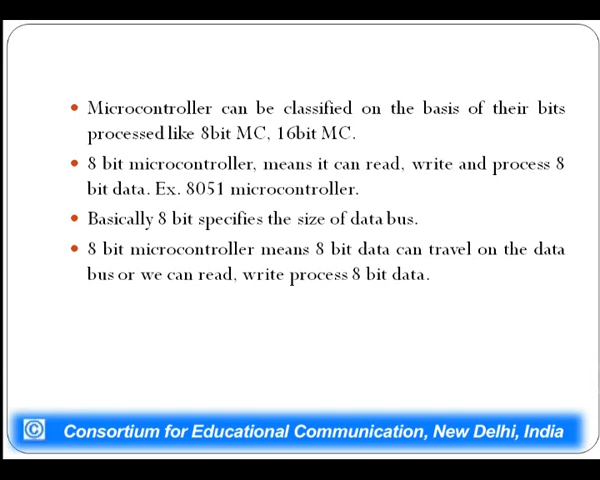 Microcontroller can be classified on the basis of their bits
processed like 8bit MC, 16bit MC.
8 bit microcontroller, means it can read, write and process 8
bit data. Ex. 8051 microcontroller.
Basically 8 bit specifies the size of data bus.
8 bit microcontroller means 8 bit data can travel on the data
bus or we can read, write process 8 bit data.
© Consortium for Educational Communication, New Delhi, India